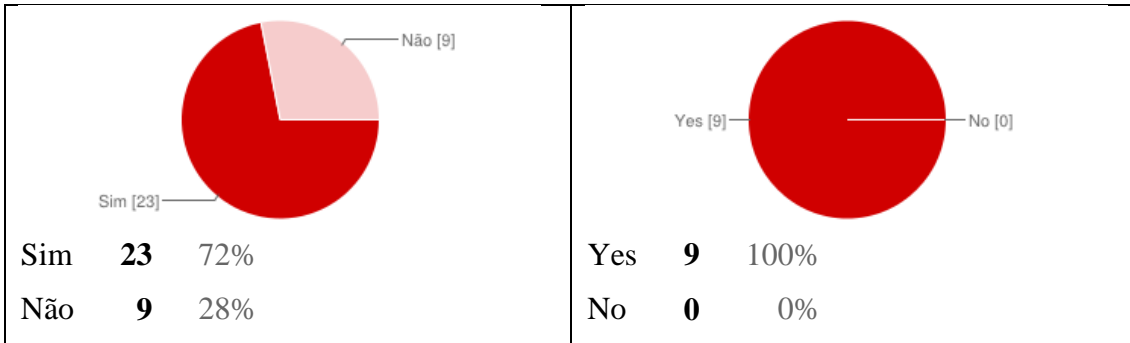 Não [9]
Sim [23]
Sim 23 72%
Não 9 28%
Yes [9]
No [0]
Yes 9 100%
No 0 0%